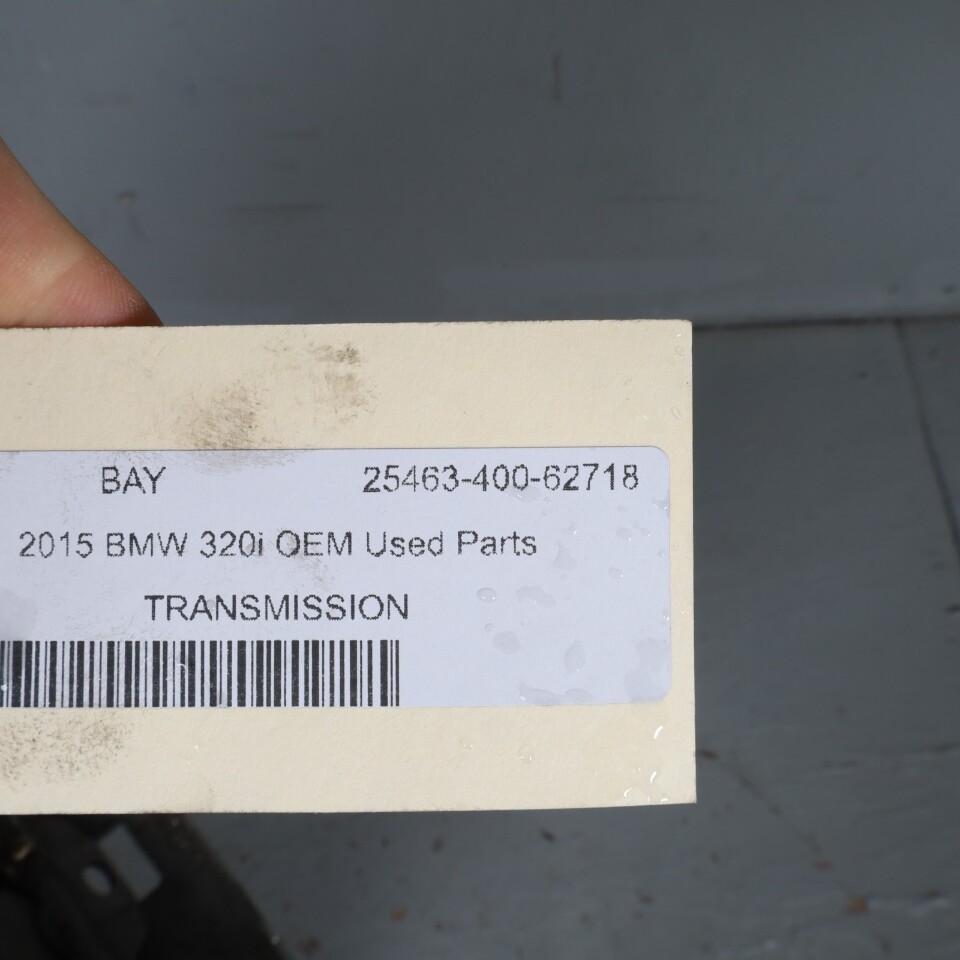 BAY 25463-400-62718
2015 BMW 320i OEM Used Parts
TRANSMISSION